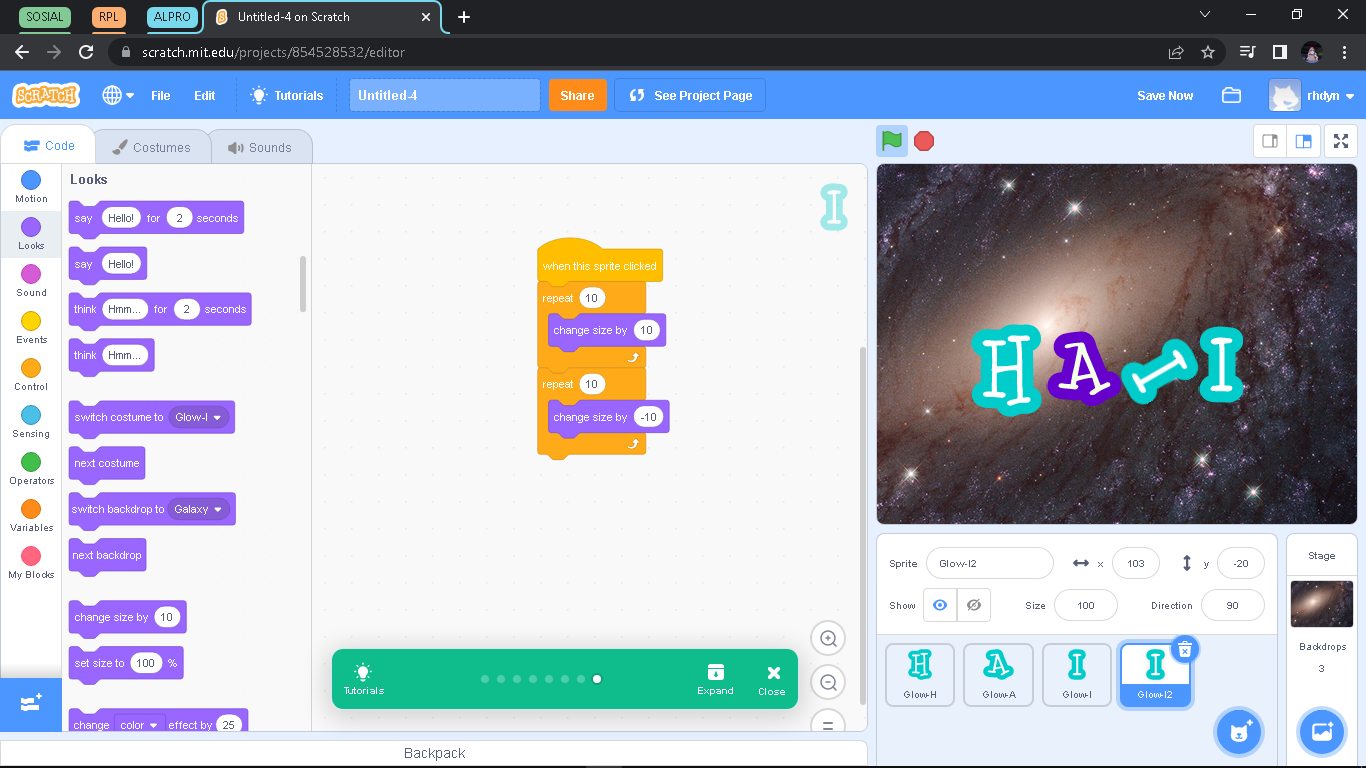 SOSIAL RPL ALPRO Untitled-4 on Scratch
scratch.mit.edu/projects/854528532/editor
SCRATCH File Edit Tutorials Untitled-4 Share See Project Page Save Now rhdyn
Code Costumes Sounds
Motion
Looks
Sound
Events
Control
Sensing
Operators
Variables
My Blocks
Looks
say Hello! for 2 seconds
say Hello!
think Hmm... for 2 seconds
think Hmm...
switch costume to Glow-I
next costume
switch backdrop to Galaxy
next backdrop
change size by 10
set size to 100 %
change color effect by 25
I
when this sprite clicked
repeat 10
change size by 10
repeat 10
change size by -10
Tutorials Expand Close
Backpack
HAII
Sprite Glow-I2 x 103 y -20
Show Size 100 Direction 90
H A I I
Glow-H Glow-A Glow-I Glow-I2
Stage
Backdrops
3